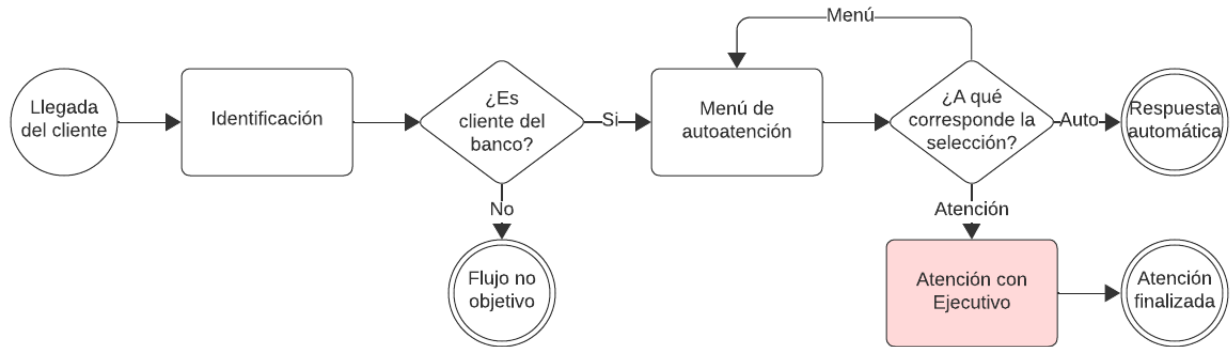 Menú
Llegada
del cliente
Identificación
¿Es
cliente del
banco?
Si
Menú de
autoatención
¿A qué
corresponde la
selección?
Auto
Respuesta
automática
No
Atención
Flujo no
objetivo
Atención con
Ejecutivo
Atención
finalizada